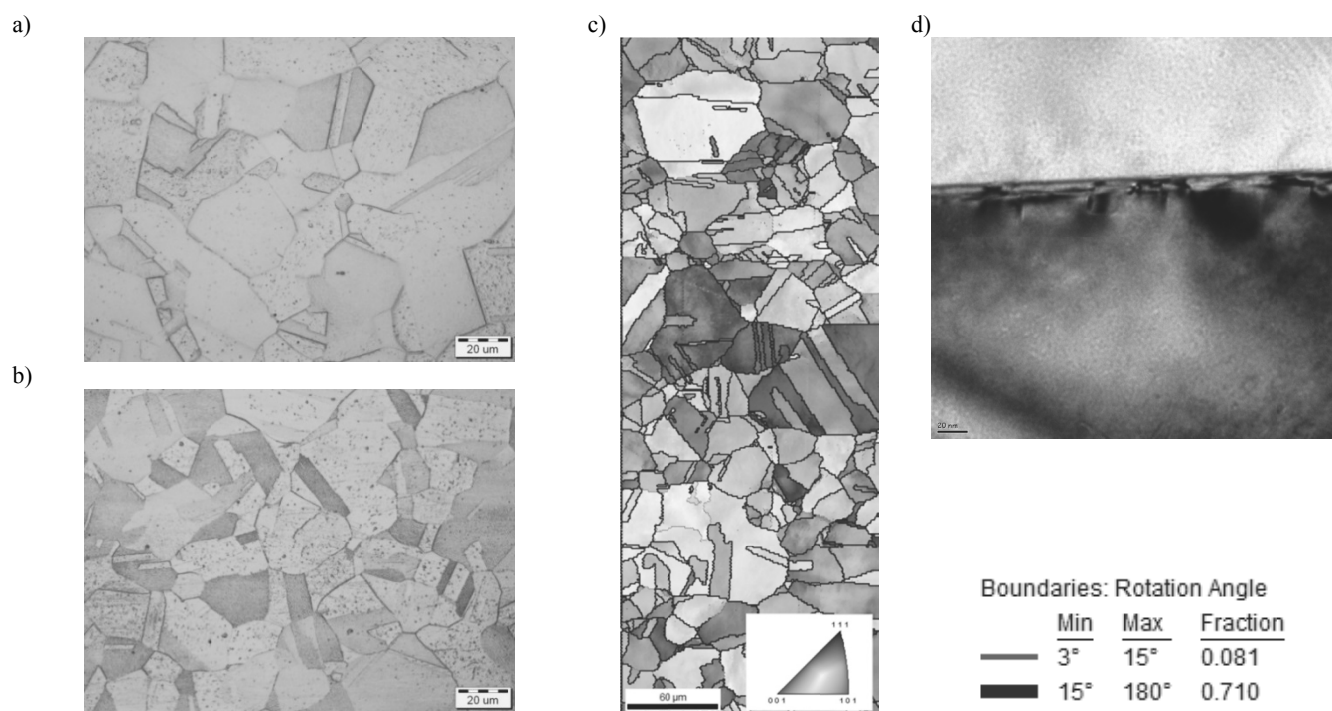 a)
20 um
b)
20 um
c)
60 µm
111
001
101
d)
20 nm
Boundaries: Rotation Angle
Min Max Fraction
3° 15° 0.081
15° 180° 0.710